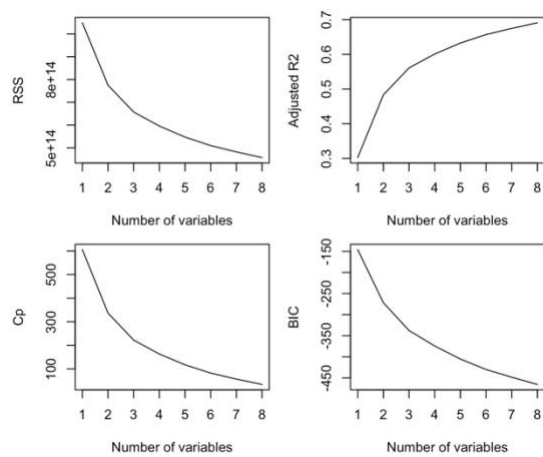 RSS
5e+14 8e+14
1 2 3 4 5 6 7 8
Number of variables
Adjusted R2
0.3 0.4 0.5 0.6 0.7
1 2 3 4 5 6 7 8
Number of variables
Cp
100 300 500
1 2 3 4 5 6 7 8
Number of variables
BIC
-450 -350 -250 -150
1 2 3 4 5 6 7 8
Number of variables